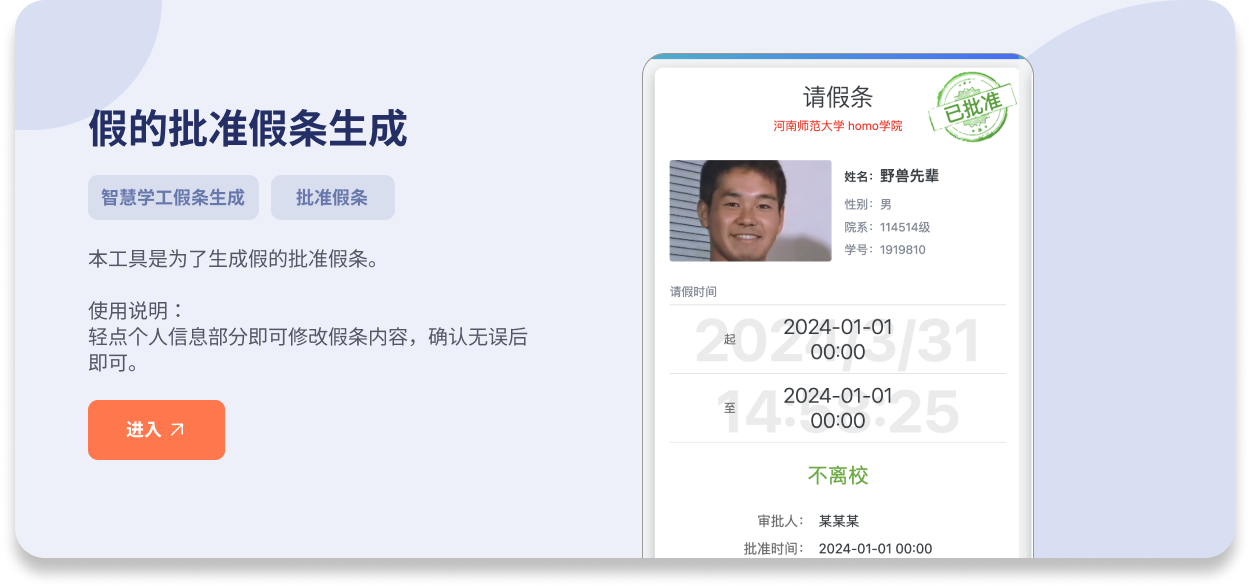 假的批准假条生成
智慧学工假条生成
批准假条
本工具是为了生成假的批准假条。
使用说明：
轻点个人信息部分即可修改假条内容，确认无误后
即可。
进入
请假条
河南师范大学 homo学院
已批准
姓名：野兽先辈
性别：男
院系：114514级
学号：1919810
请假时间
2024/3/31
起
2024-01-01
00:00
14:58:25
至
2024-01-01
00:00
不离校
审批人：某某某
批准时间：2024-01-01 00:00